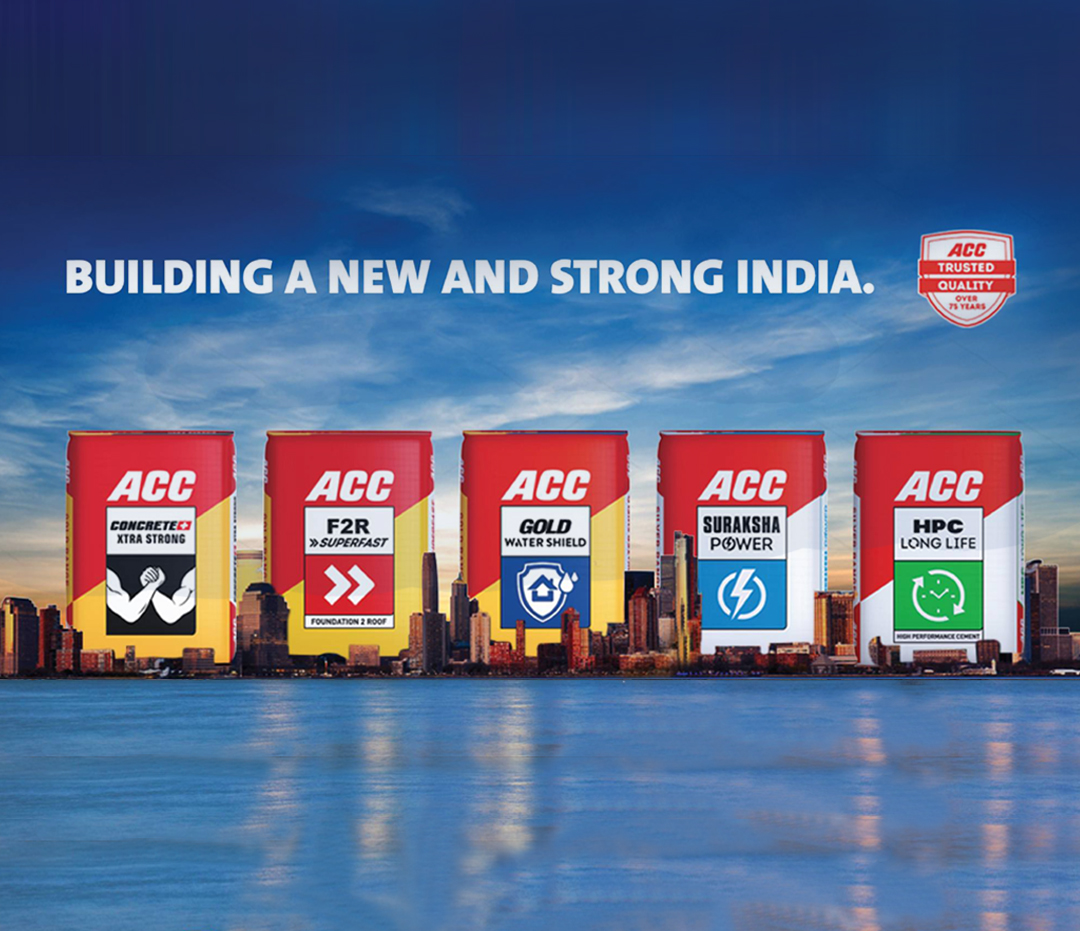 BUILDING A NEW AND STRONG INDIA.
ACC
TRUSTED
QUALITY
OVER
75 YEARS
ACC
CONCRETE+
XTRA STRONG
ACC
F2R
»SUPERFAST
FOUNDATION 2 ROOF
ACC
GOLD
WATER SHIELD
ACC
SURAKSHA
POWER
ACC
HPC
LONG LIFE
HIGH PERFORMANCE CEMENT